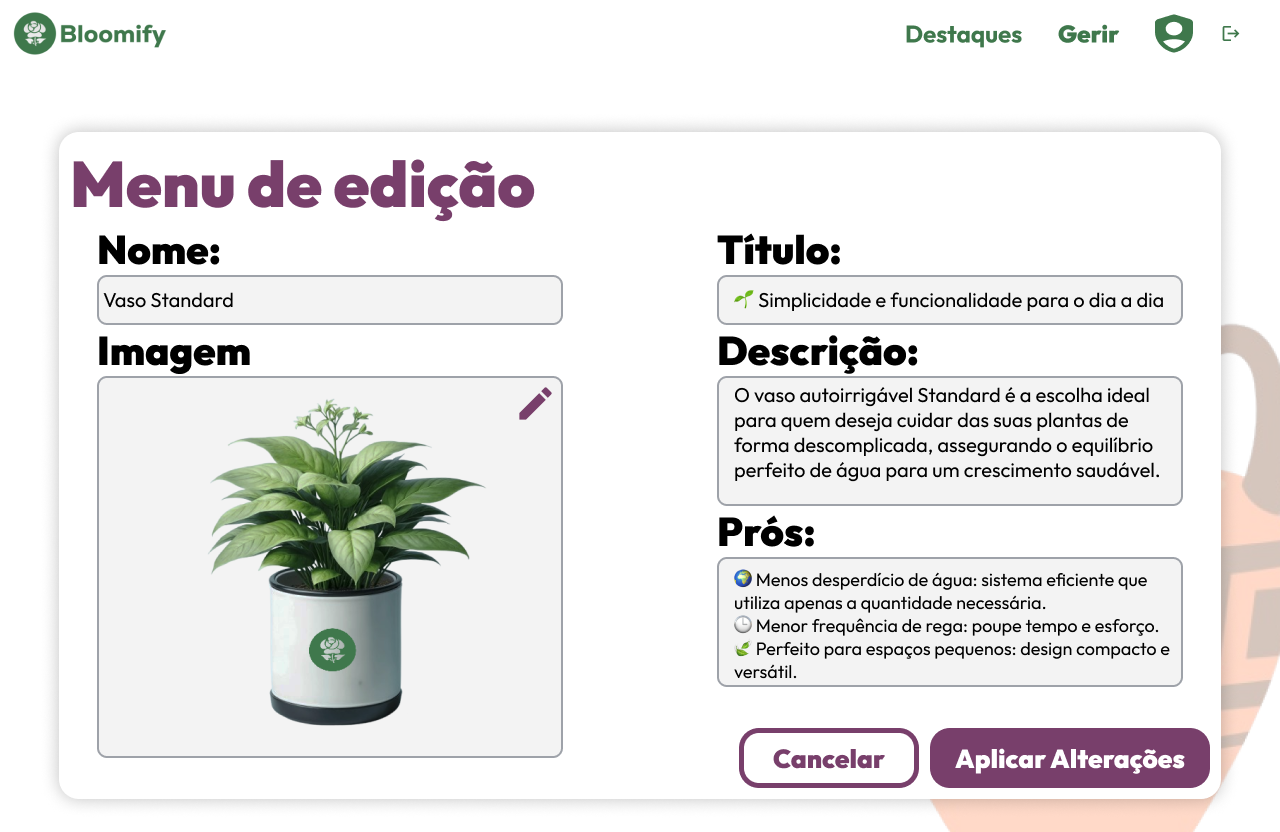 Bloomify
Destaques
Gerir
Menu de edição
Nome:
Vaso Standard
Imagem
Título:
🌱 Simplicidade e funcionalidade para o dia a dia
Descrição:
O vaso autoirrigável Standard é a escolha ideal
para quem deseja cuidar das suas plantas de
forma descomplicada, assegurando o equilíbrio
perfeito de água para um crescimento saudável.
Prós:
🌍 Menos desperdício de água: sistema eficiente que
utiliza apenas a quantidade necessária.
🕒 Menor frequência de rega: poupe tempo e esforço.
🍃 Perfeito para espaços pequenos: design compacto e
versátil.
Cancelar
Aplicar Alterações